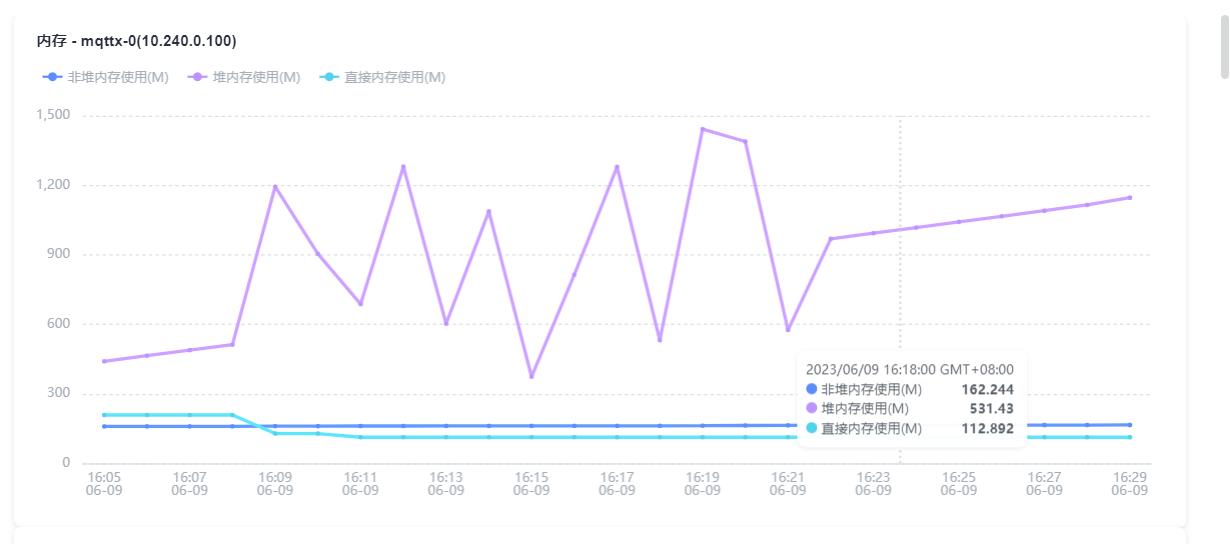 内存 - mqttx-0(10.240.0.100)
非堆内存使用(M) 堆内存使用(M) 直接内存使用(M)
1,500
1,200
900
600
300
0
2023/06/09 16:18:00 GMT+08:00
非堆内存使用(M) 162.244
堆内存使用(M) 531.43
直接内存使用(M) 112.892
16:05 16:07 16:09 16:11 16:13 16:15 16:17 16:19 16:21 16:23 16:25 16:27 16:29
06-09 06-09 06-09 06-09 06-09 06-09 06-09 06-09 06-09 06-09 06-09 06-09 06-09